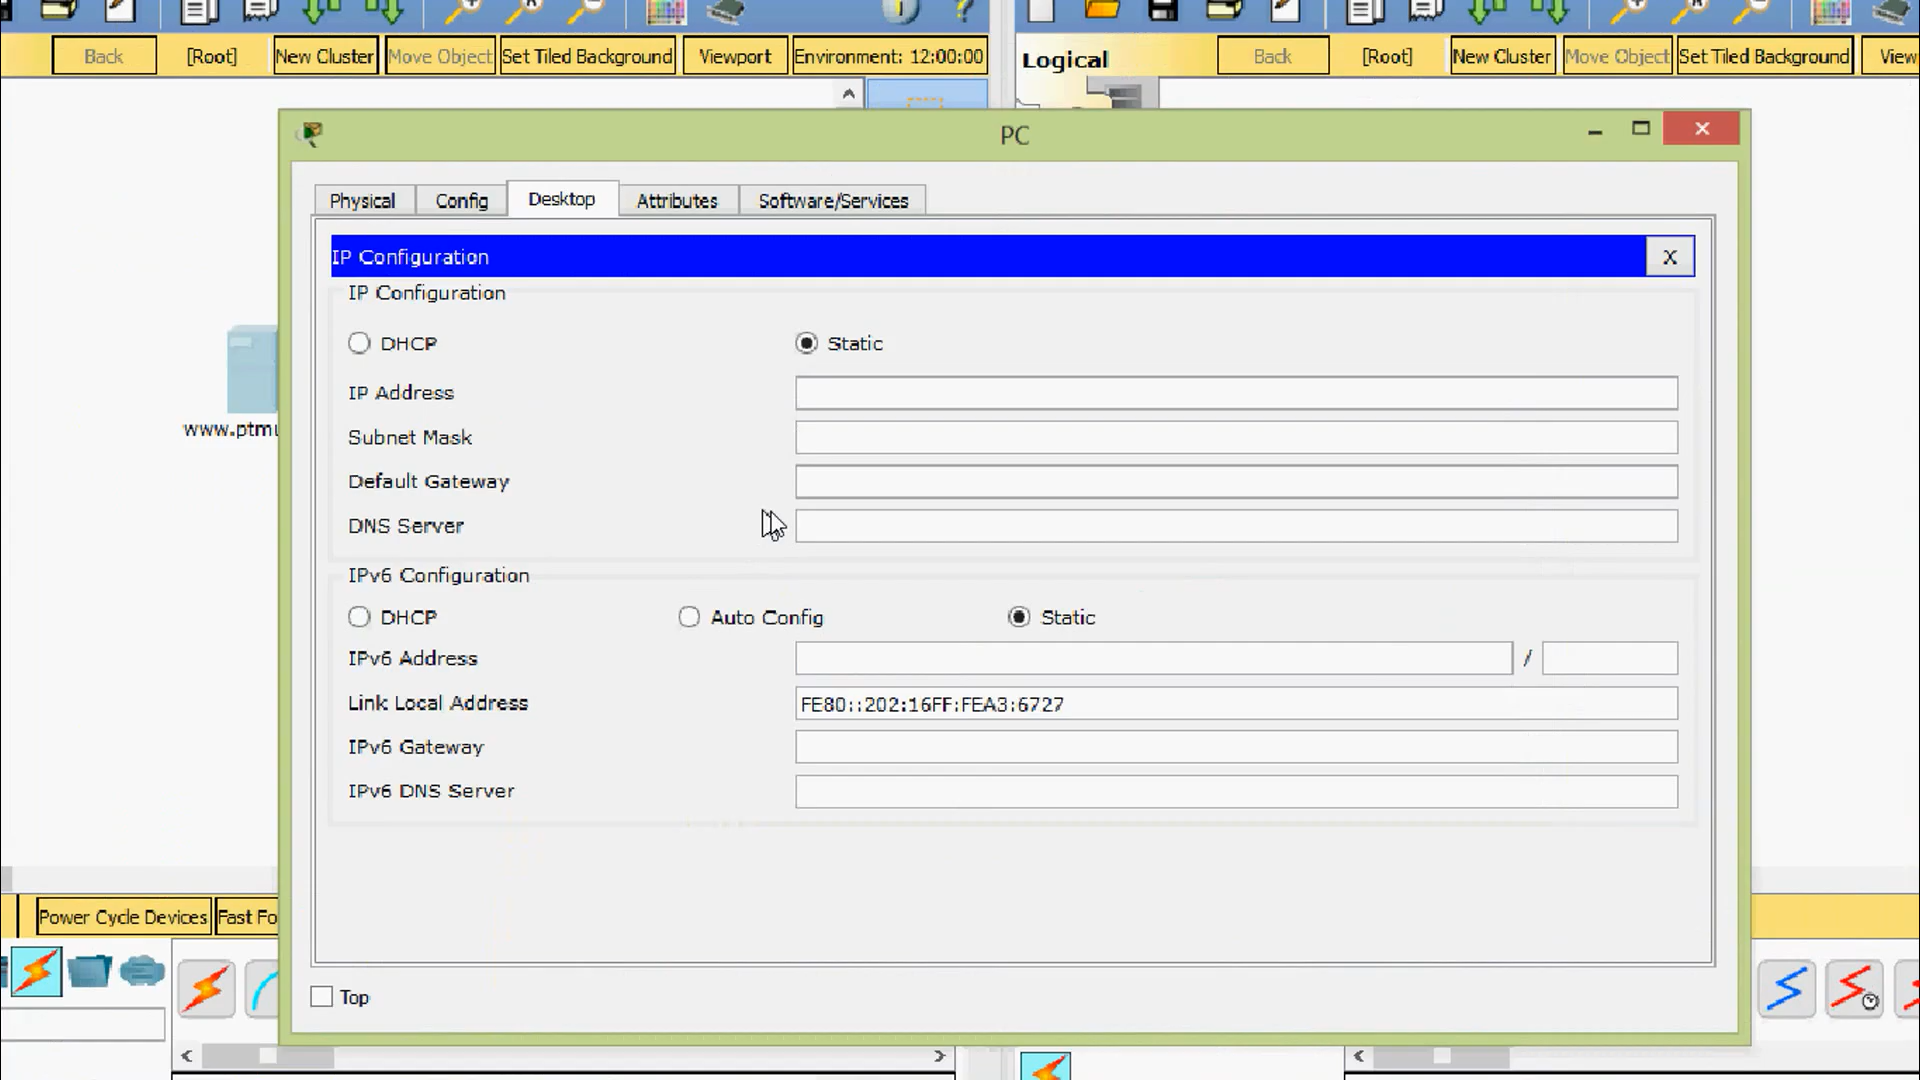 Back [Root] New Cluster Move Object Set Tiled Background Viewport Environment: 12:00:00
Logical Back [Root] New Cluster Move Object Set Tiled Background View
PC
Physical Config Desktop Attributes Software/Services
IP Configuration X
IP Configuration
DHCP Static
IP Address
Subnet Mask
Default Gateway
DNS Server
www.ptmu
IPv6 Configuration
DHCP Auto Config Static
IPv6 Address /
Link Local Address FE80::202:16FF:FEA3:6727
IPv6 Gateway
IPv6 DNS Server
Power Cycle Devices Fast Fo
Top